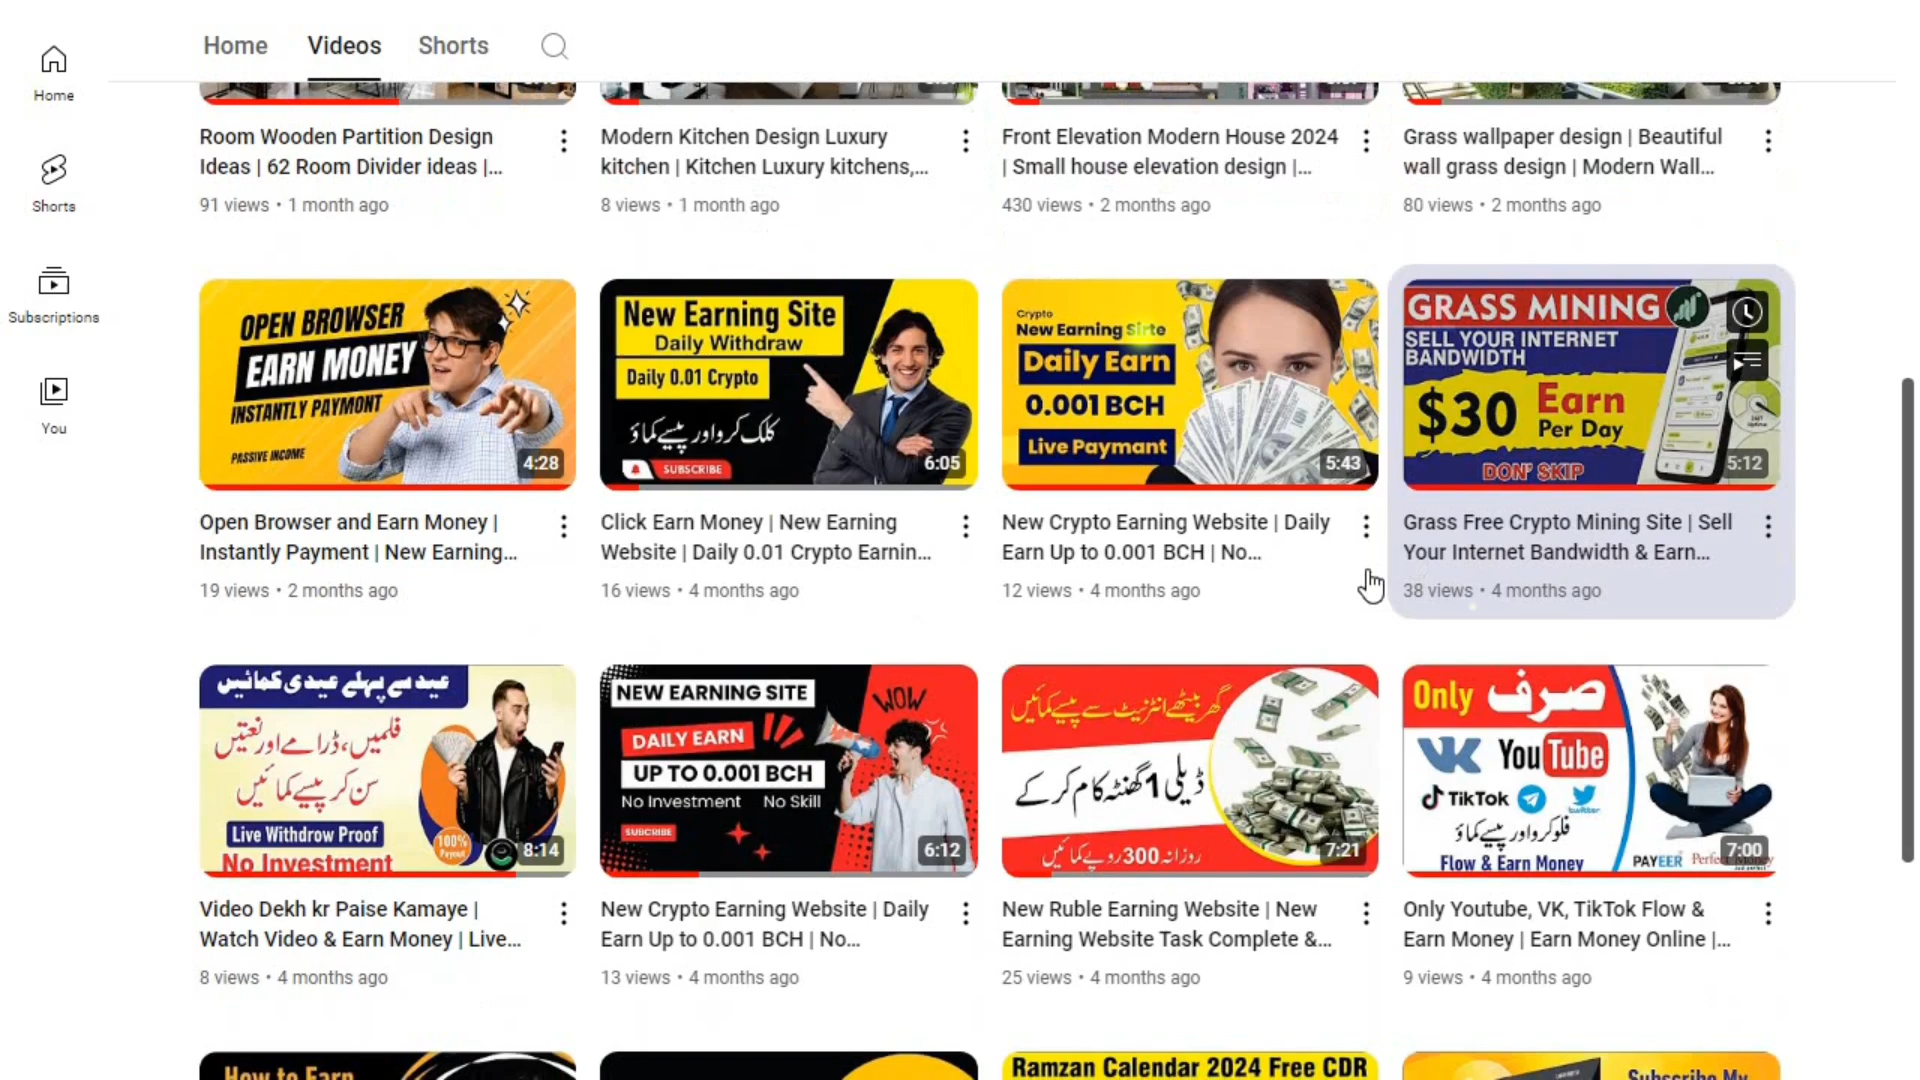 Home Videos Shorts
Home
Shorts
Subscriptions
You
Room Wooden Partition Design
Ideas | 62 Room Divider ideas |...
91 views • 1 month ago
Modern Kitchen Design Luxury
kitchen | Kitchen Luxury kitchens,...
8 views • 1 month ago
Front Elevation Modern House 2024
| Small house elevation design |...
430 views • 2 months ago
Grass wallpaper design | Beautiful
wall grass design | Modern Wall...
80 views • 2 months ago
OPEN BROWSER
EARN MONEY
INSTANTLY PAYMONT
PASSIVE INCOME
4:28
Open Browser and Earn Money |
Instantly Payment | New Earning...
19 views • 2 months ago
New Earning Site
Daily Withdraw
Daily 0.01 Crypto
کلک کرو اور پیسے کماؤ
SUBSCRIBE
6:05
Click Earn Money | New Earning
Website | Daily 0.01 Crypto Earnin...
16 views • 4 months ago
Crypto
New Earning Sirte
Daily Earn
0.001 BCH
Live Paymant
5:43
New Crypto Earning Website | Daily
Earn Up to 0.001 BCH | No...
12 views • 4 months ago
GRASS MINING
SELL YOUR INTERNET
BANDWIDTH
$30 Earn
Per Day
DON' SKIP
5:12
Grass Free Crypto Mining Site | Sell
Your Internet Bandwidth & Earn...
38 views • 4 months ago
عید سے پہلے عیدی کمائیں
فلمیں، ڈرامے اور نعتیں
سن کر پیسے کمائیں
Live Withdrow Proof
100%
Payout
No Investment
8:14
Video Dekh kr Paise Kamaye |
Watch Video & Earn Money | Live...
8 views • 4 months ago
NEW EARNING SITE
WOW
DAILY EARN
UP TO 0.001 BCH
No Investment No Skill
SUBCRIBE
6:12
New Crypto Earning Website | Daily
Earn Up to 0.001 BCH | No...
13 views • 4 months ago
گھر بیٹھے انٹرنیٹ سے پیسے کمائیں
ڈیلی 1 گھنٹہ کام کر کے
روزانہ 300 روپے کمائیں
7:21
New Ruble Earning Website | New
Earning Website Task Complete &...
25 views • 4 months ago
Only صرف
VK YouTube
TikTok twitter
فلو کرو اور پیسے کماؤ
Flow & Earn Money
PAYEER Perfect Money
7:00
Only Youtube, VK, TikTok Flow &
Earn Money | Earn Money Online |...
9 views • 4 months ago
How to Earn
Ramzan Calendar 2024 Free CDR
Subscribe My